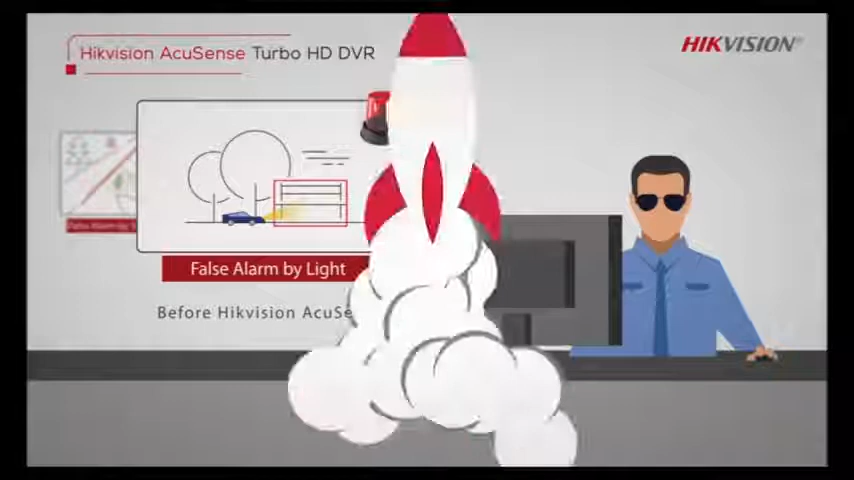 Hikvision AcuSense Turbo HD DVR
HIKVISION®
False Alarm by Light
Before Hikvision AcuSe